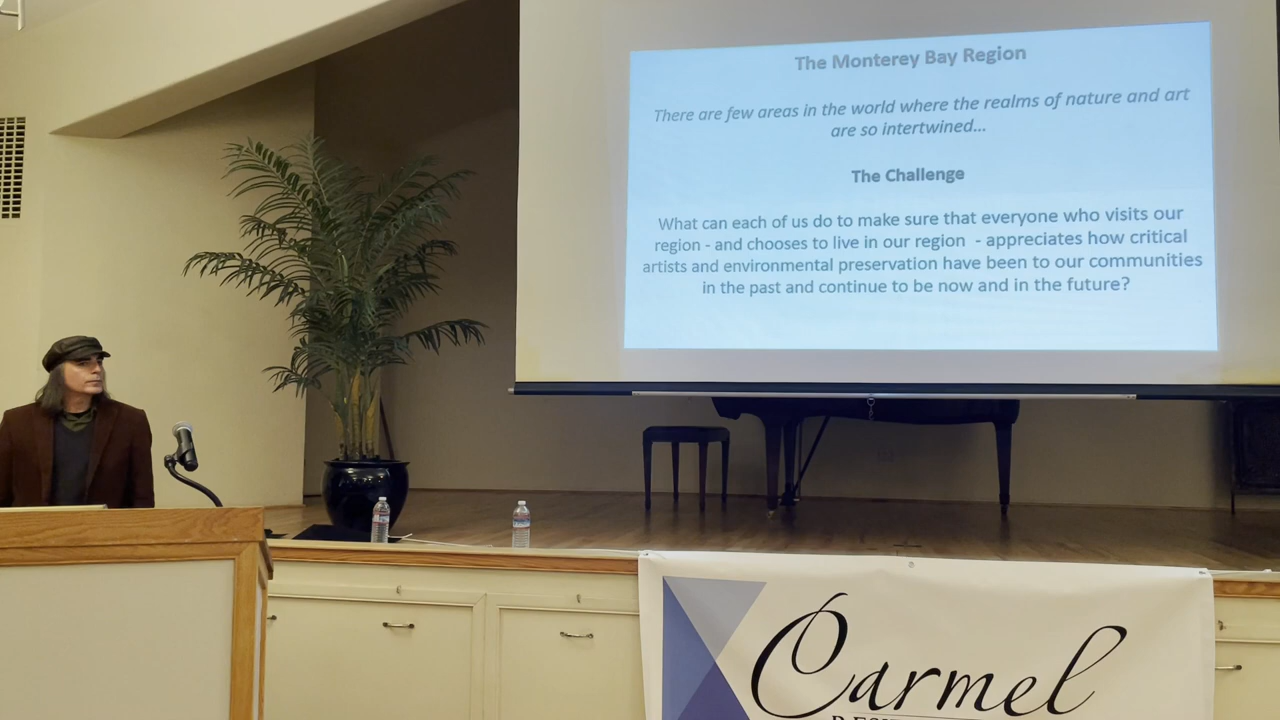 The Monterey Bay Region
There are few areas in the world where the realms of nature and art
are so intertwined...
The Challenge
What can each of us do to make sure that everyone who visits our
region - and chooses to live in our region - appreciates how critical
artists and environmental preservation have been to our communities
in the past and continue to be now and in the future?
Carmel